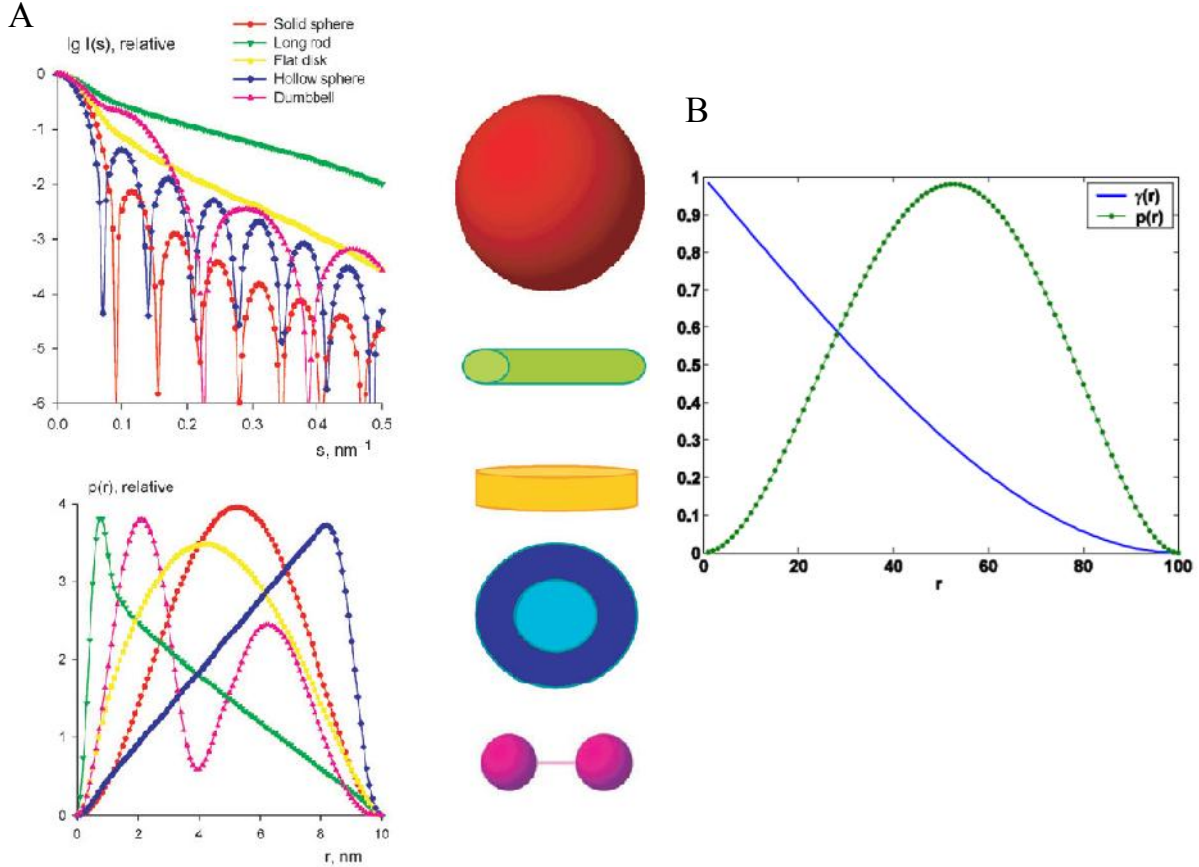 A
lg I(s), relative
Solid sphere
Long rod
Flat disk
Hollow sphere
Dumbbell
0
-1
-2
-3
-4
-5
-6
0.0 0.1 0.2 0.3 0.4 0.5
s, nm⁻¹
p(r), relative
4
3
2
1
0
0 2 4 6 8 10
r, nm
B
γ(r)
p(r)
1
0.9
0.8
0.7
0.6
0.5
0.4
0.3
0.2
0.1
0
0 20 40 60 80 100
r